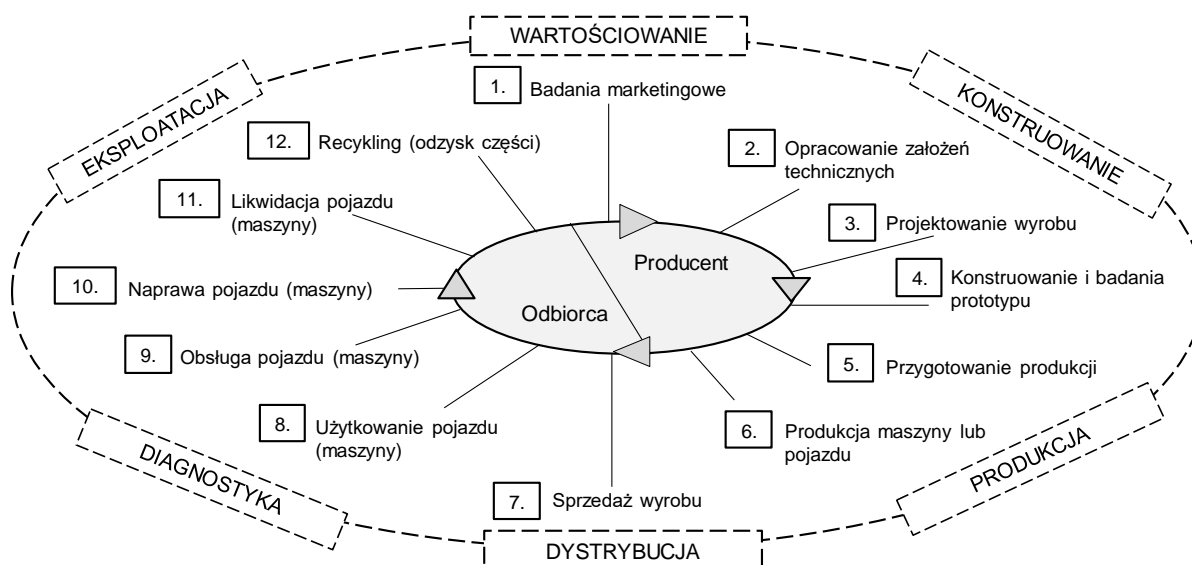 WARTOŚCIOWANIE
KONSTRUOWANIE
PRODUKCJA
DYSTRYBUCJA
DIAGNOSTYKA
EKSPLOATACJA
1. Badania marketingowe
2. Opracowanie założeń
technicznych
3. Projektowanie wyrobu
4. Konstruowanie i badania
prototypu
5. Przygotowanie produkcji
6. Produkcja maszyny lub
pojazdu
7. Sprzedaż wyrobu
8. Użytkowanie pojazdu
(maszyny)
9. Obsługa pojazdu (maszyny)
10. Naprawa pojazdu (maszyny)
11. Likwidacja pojazdu
(maszyny)
12. Recykling (odzysk części)
Producent
Odbiorca